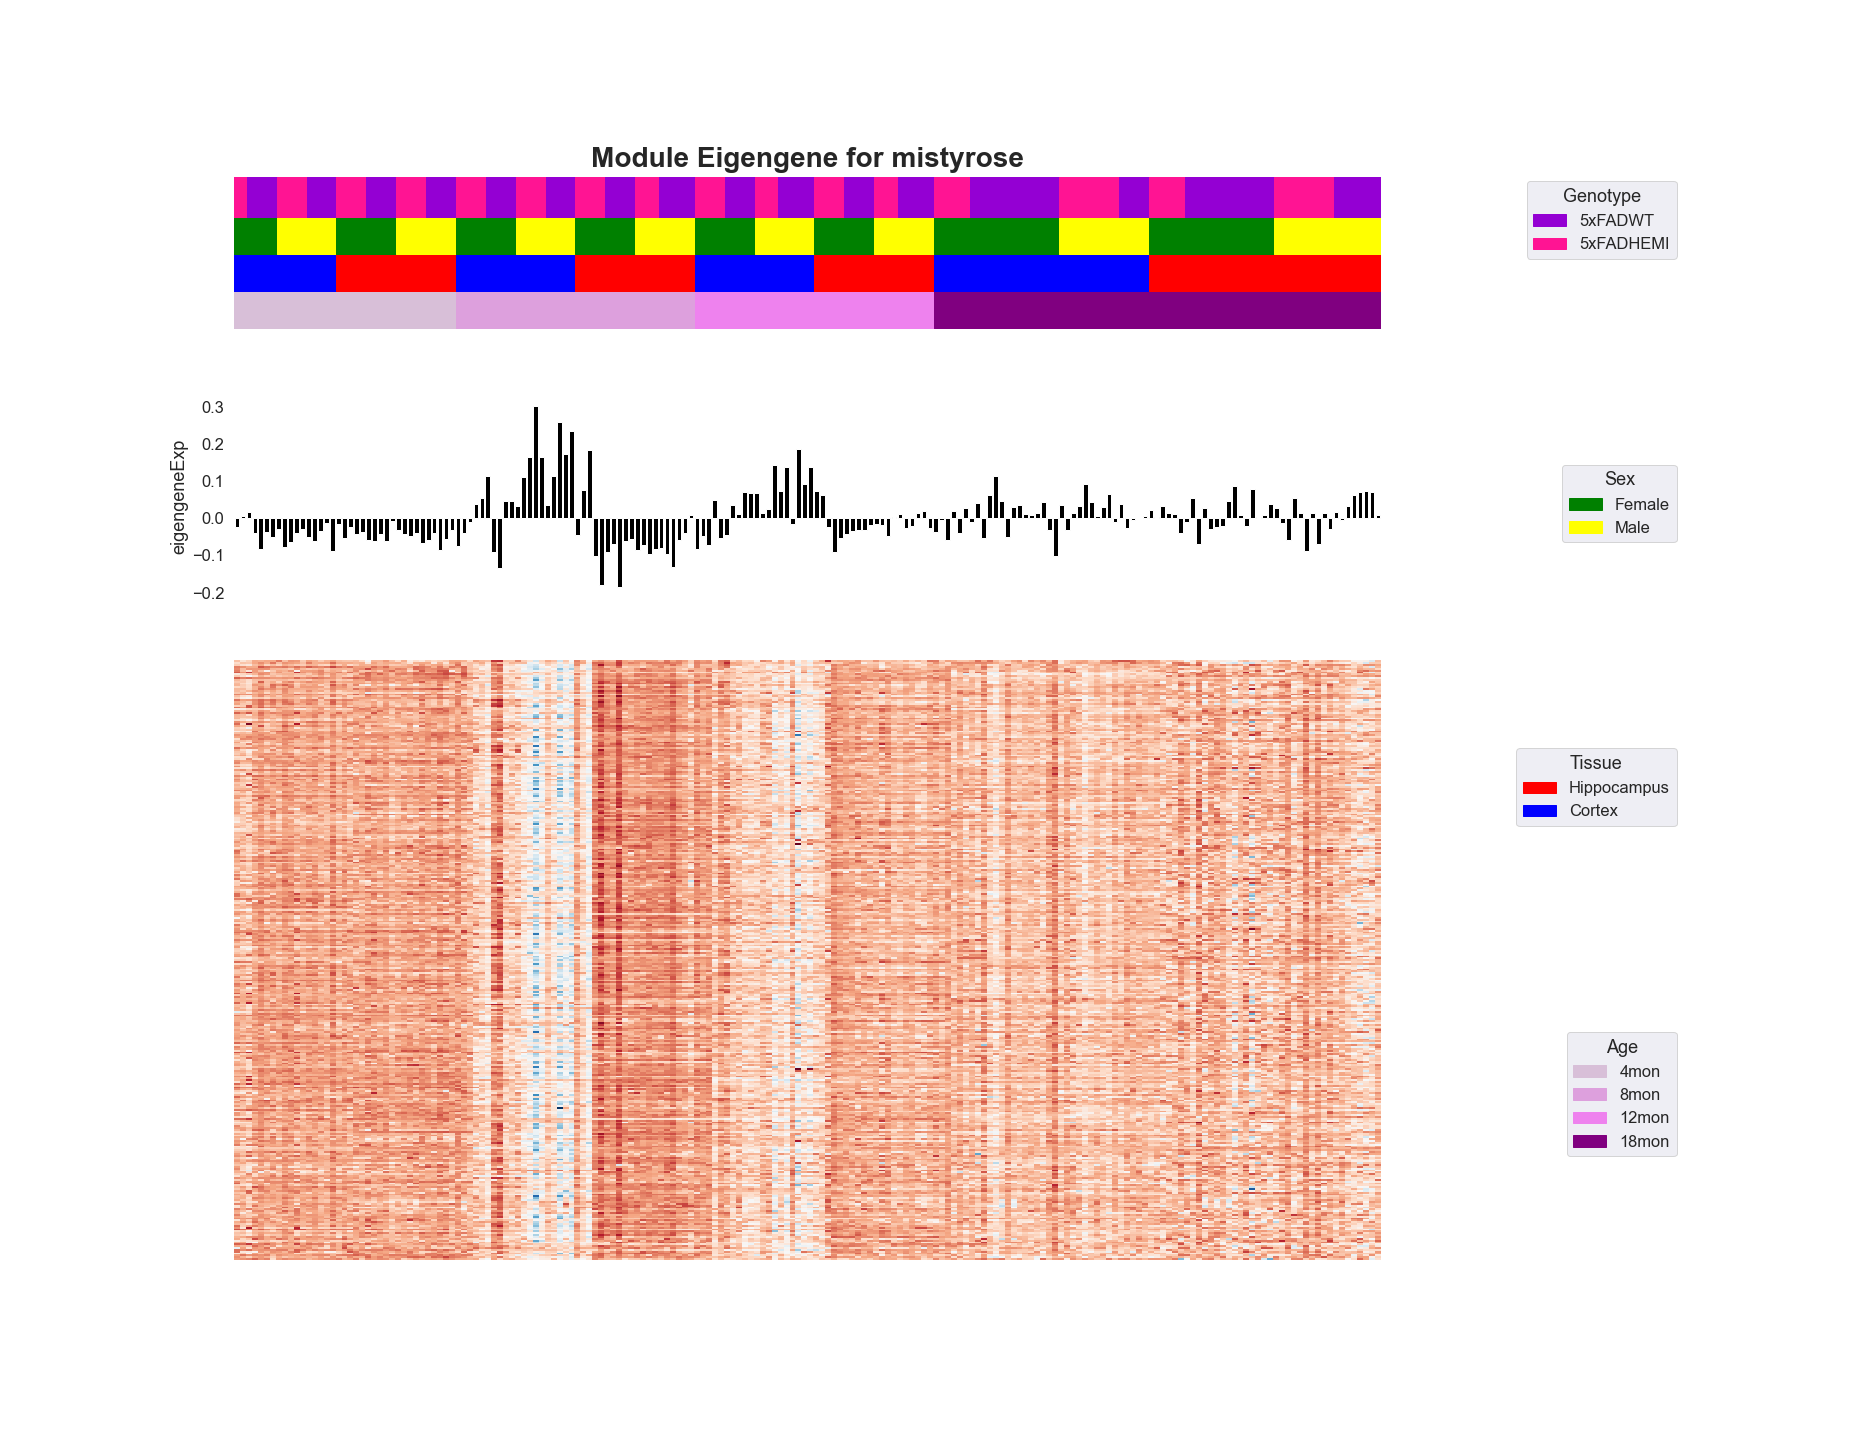 Module Eigengene for mistyrose
Genotype
5xFADWT
5xFADHEMI
eigengeneExp
0.3
0.2
0.1
0.0
−0.1
−0.2
Sex
Female
Male
Tissue
Hippocampus
Cortex
Age
4mon
8mon
12mon
18mon